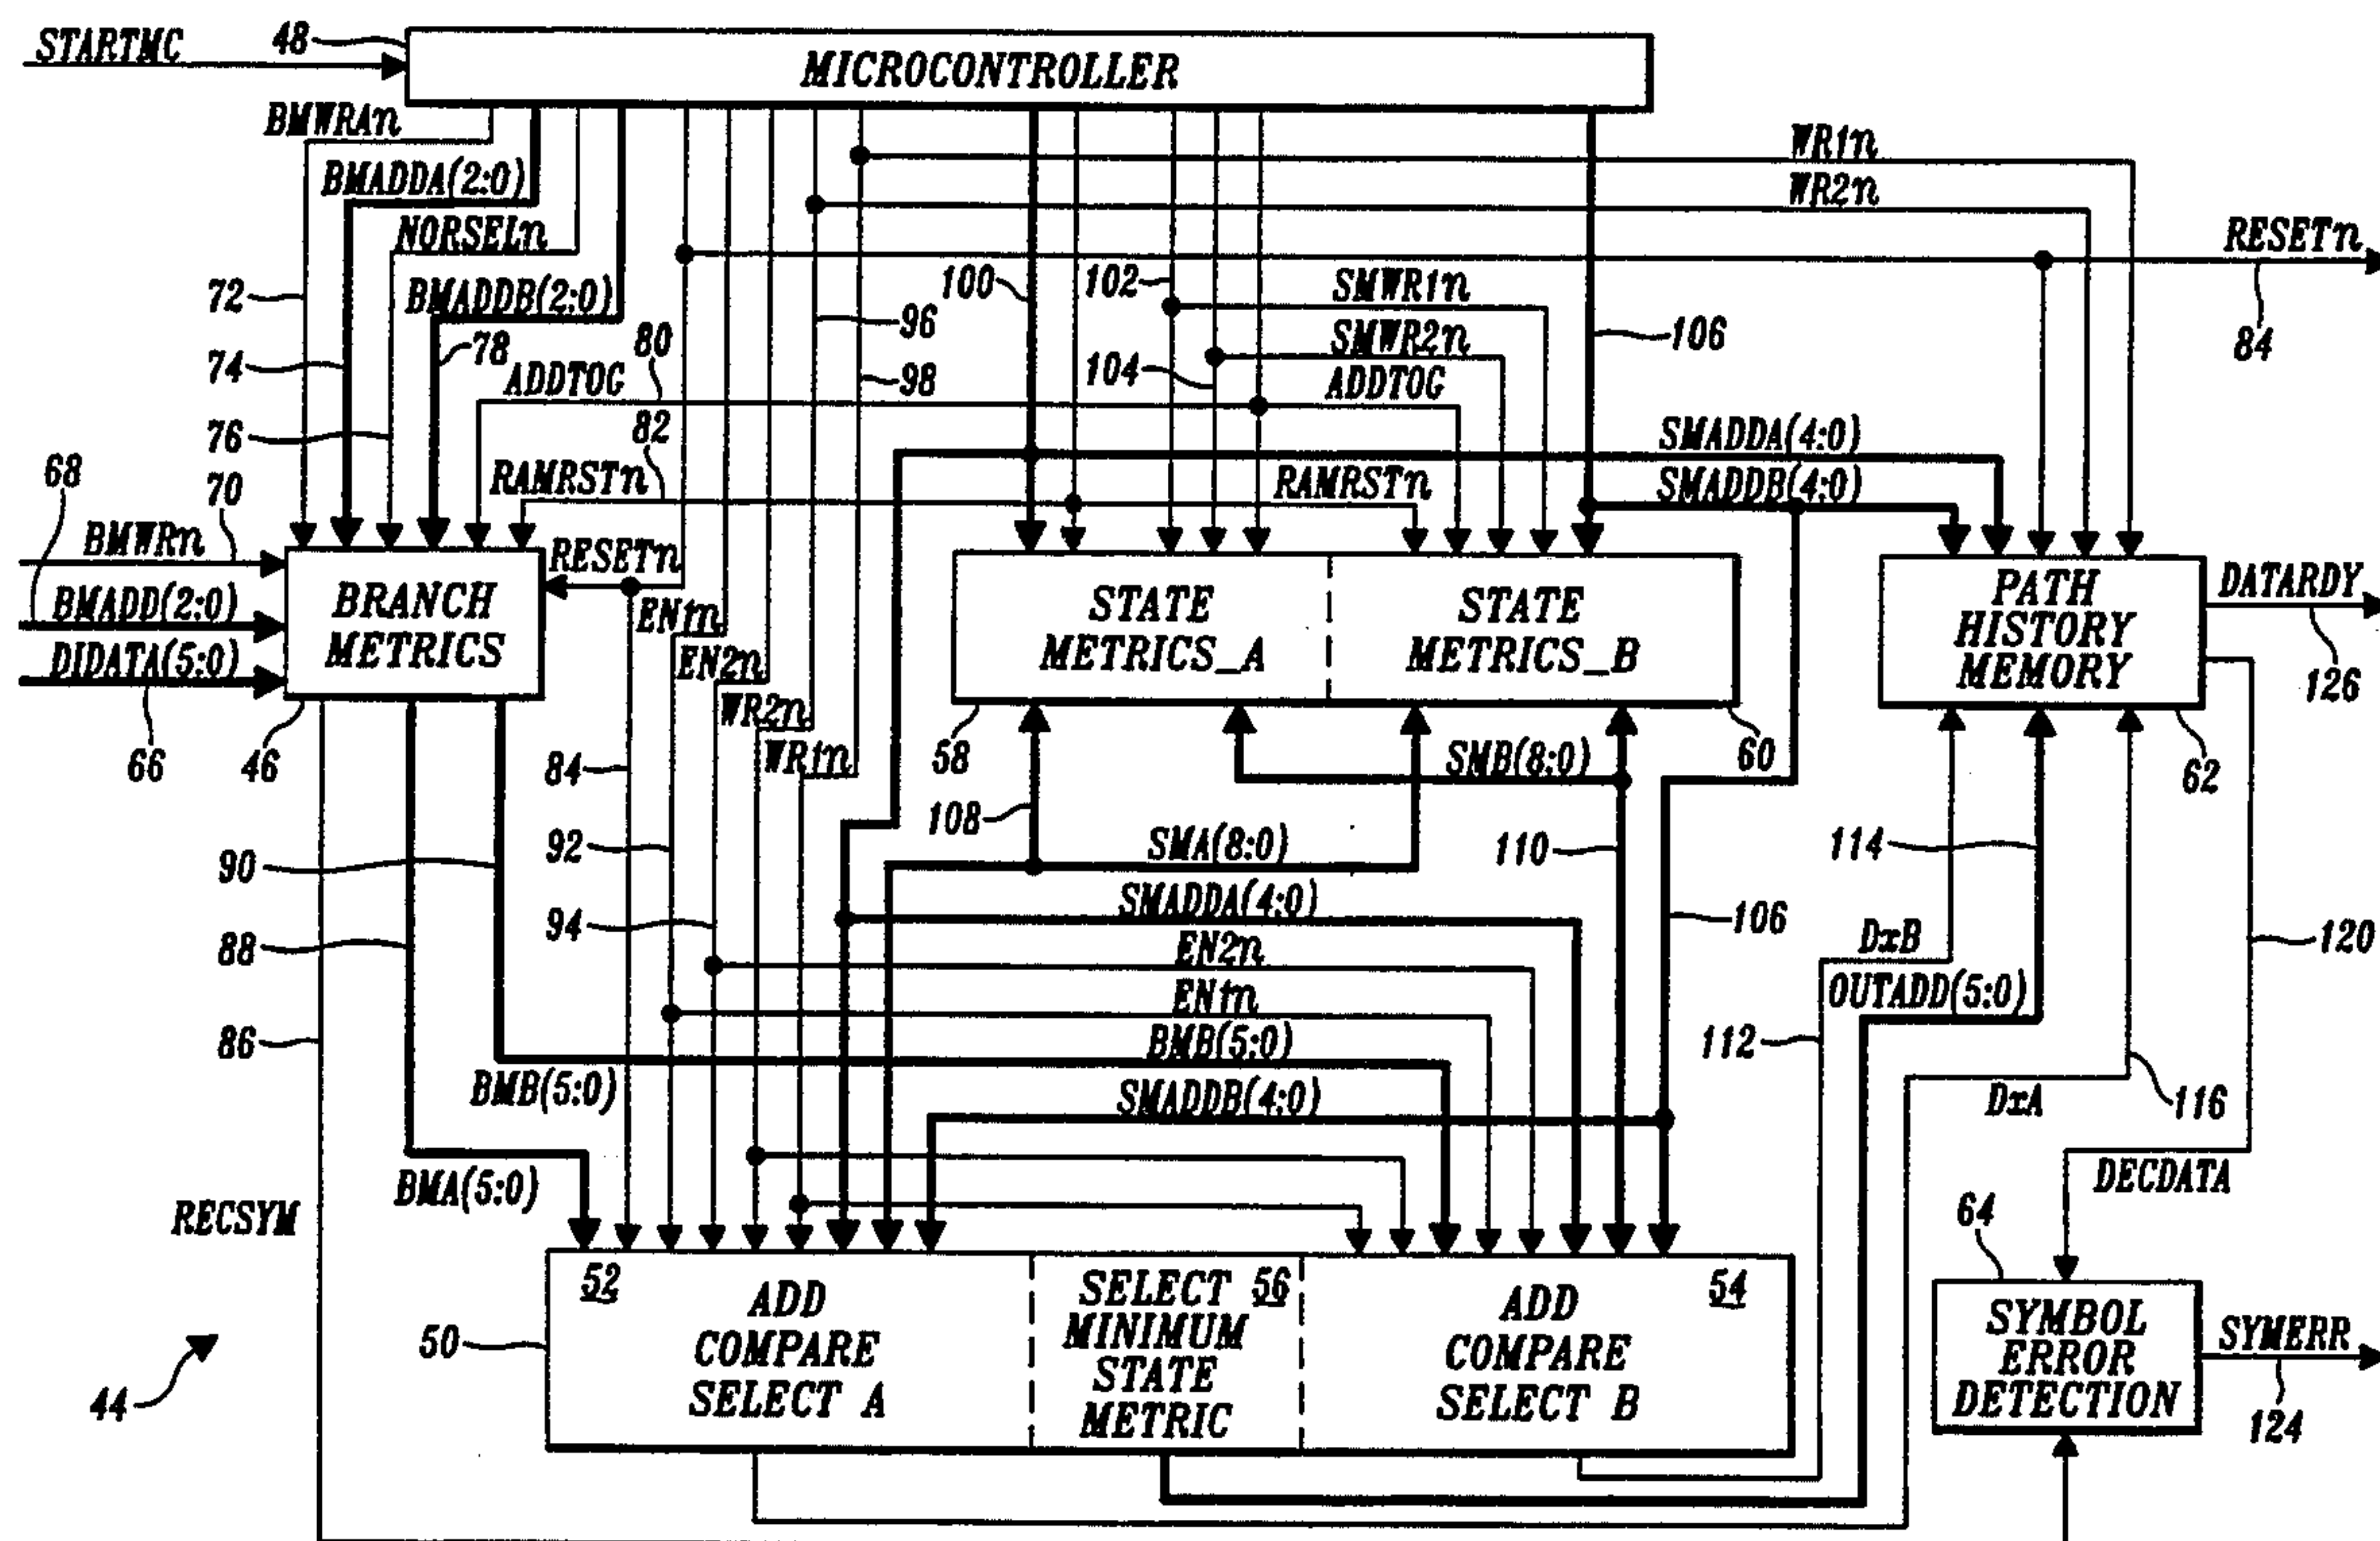 STARTMC
48
MICROCONTROLLER
BMWRAn
BMADDA(2:0)
NORSELn
BMADDB(2:0)
WR1n
WR2n
RESETn
84
72
74
76
78
80
ADDTOG
82
RAMRSTn
96
98
100
102
104
SMWR1n
SMWR2n
ADDTOG
RAMRSTn
106
SMADDA(4:0)
SMADDB(4:0)
68
70
BMWRn
BMADD(2:0)
DIDATA(5:0)
66
46
BRANCH
METRICS
RESETn
EN1n
EN2n
WR2n
WR1n
STATE
METRICS_A
STATE
METRICS_B
58
60
PATH
HISTORY
MEMORY
62
DATARDY
126
84
92
94
90
88
86
108
SMB(8:0)
SMA(8:0)
110
SMADDA(4:0)
EN2n
EN1n
BMB(5:0)
SMADDB(4:0)
106
114
120
DxB
OUTADD(5:0)
112
DxA
116
BMB(5:0)
BMA(5:0)
RECSYM
DECDATA
64
SYMBOL
ERROR
DETECTION
SYMERR
124
44
50
52
ADD
COMPARE
SELECT A
SELECT
MINIMUM
STATE
METRIC
56
ADD
COMPARE
SELECT B
54